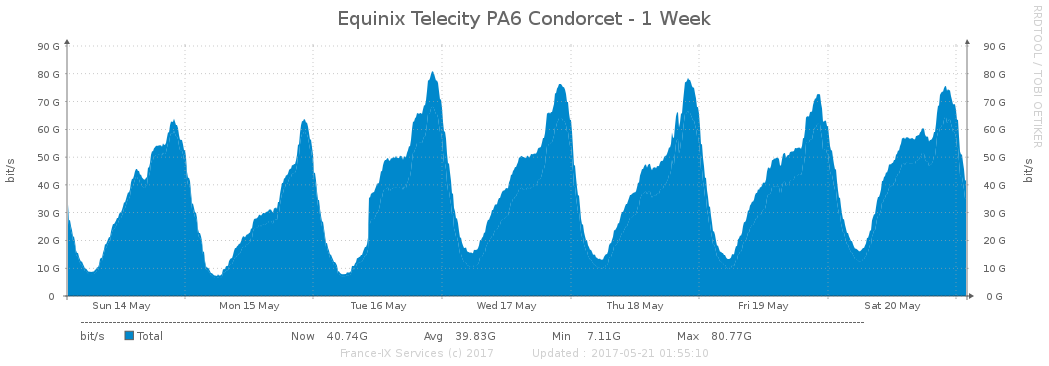 Equinix Telecity PA6 Condorcet - 1 Week
RRDTOOL / TOBI OETIKER
bit/s
90 G
80 G
70 G
60 G
50 G
40 G
30 G
20 G
10 G
0
90 G
80 G
70 G
60 G
50 G
40 G
30 G
20 G
10 G
0 G
bit/s
Sun 14 May Mon 15 May Tue 16 May Wed 17 May Thu 18 May Fri 19 May Sat 20 May
bit/s Total Now 40.74G Avg 39.83G Min 7.11G Max 80.77G
France-IX Services (c) 2017 Updated : 2017-05-21 01:55:10